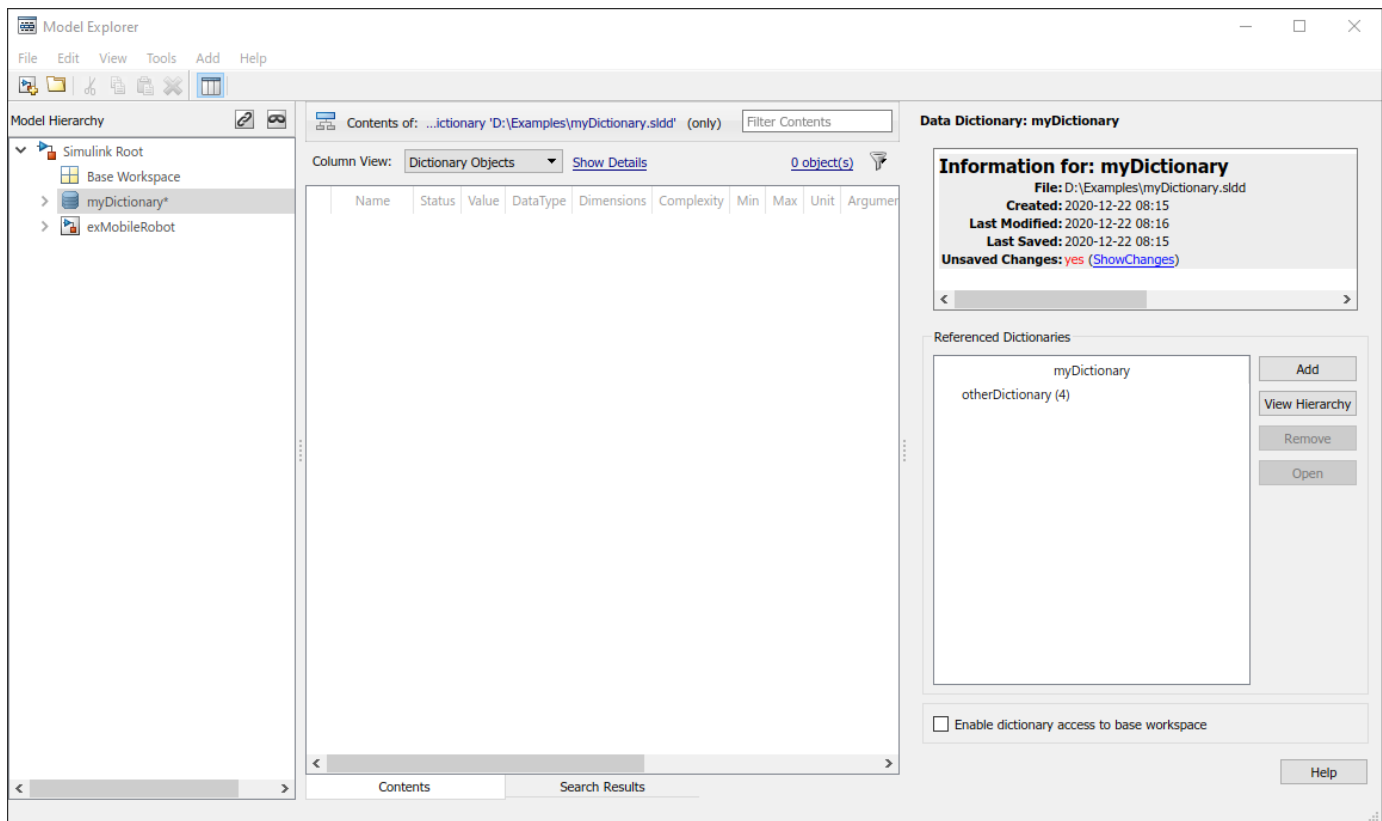 Model Explorer
File Edit View Tools Add Help
Model Hierarchy
Simulink Root
Base Workspace
myDictionary*
exMobileRobot
Contents of: ...ictionary 'D:\Examples\myDictionary.sldd' (only) Filter Contents
Column View: Dictionary Objects Show Details 0 object(s)
Name Status Value DataType Dimensions Complexity Min Max Unit Argumer
Contents Search Results
Data Dictionary: myDictionary
Information for: myDictionary
File: D:\Examples\myDictionary.sldd
Created: 2020-12-22 08:15
Last Modified: 2020-12-22 08:16
Last Saved: 2020-12-22 08:15
Unsaved Changes: yes (ShowChanges)
Referenced Dictionaries
myDictionary
otherDictionary (4)
Add
View Hierarchy
Remove
Open
Enable dictionary access to base workspace
Help